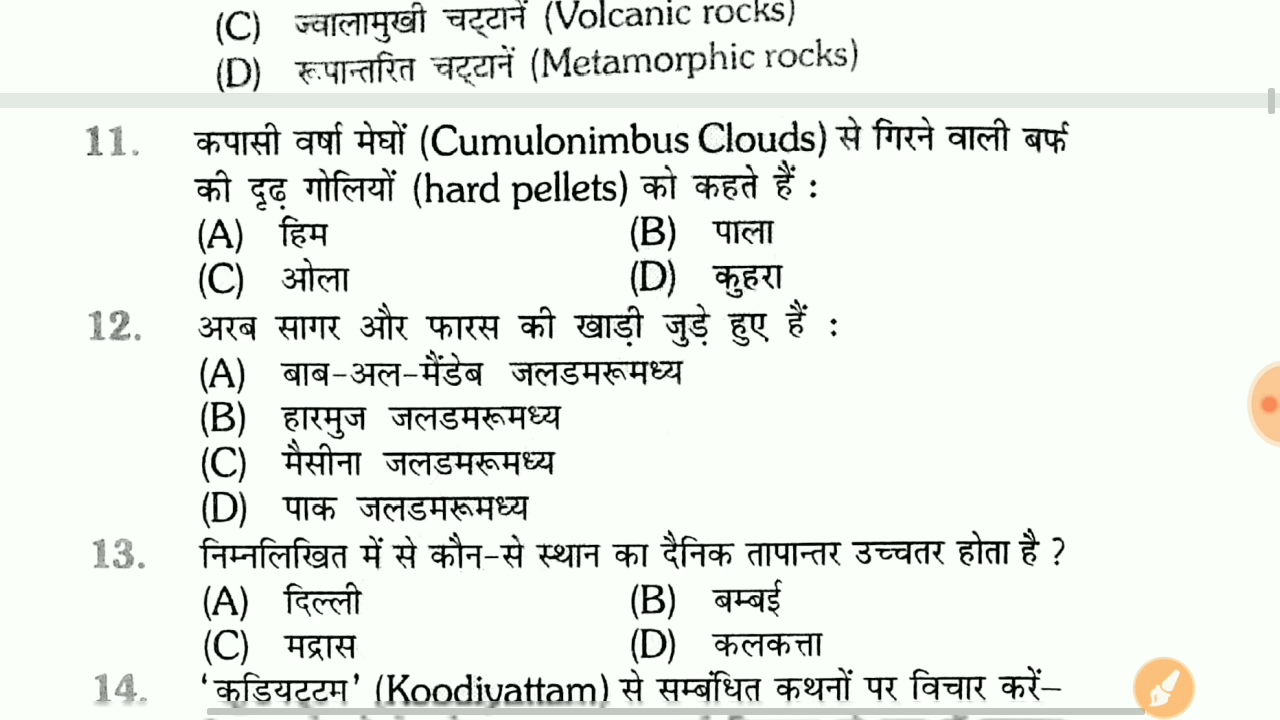 (C) ज्वालामुखी चट्टानें (Volcanic rocks)
(D) रूपान्तरित चट्टानें (Metamorphic rocks)
11. कपासी वर्षा मेघों (Cumulonimbus Clouds) से गिरने वाली बर्फ
की दृढ़ गोलियों (hard pellets) को कहते हैं :
(A) हिम (B) पाला
(C) ओला (D) कुहरा
12. अरब सागर और फारस की खाड़ी जुड़े हुए हैं :
(A) बाब-अल-मैंडेब जलडमरूमध्य
(B) हारमुज जलडमरूमध्य
(C) मैसीना जलडमरूमध्य
(D) पाक जलडमरूमध्य
13. निम्नलिखित में से कौन-से स्थान का दैनिक तापान्तर उच्चतर होता है ?
(A) दिल्ली (B) बम्बई
(C) मद्रास (D) कलकत्ता
14. 'कुडियट्टम' (Koodiyattam) से सम्बंधित कथनों पर विचार करें–